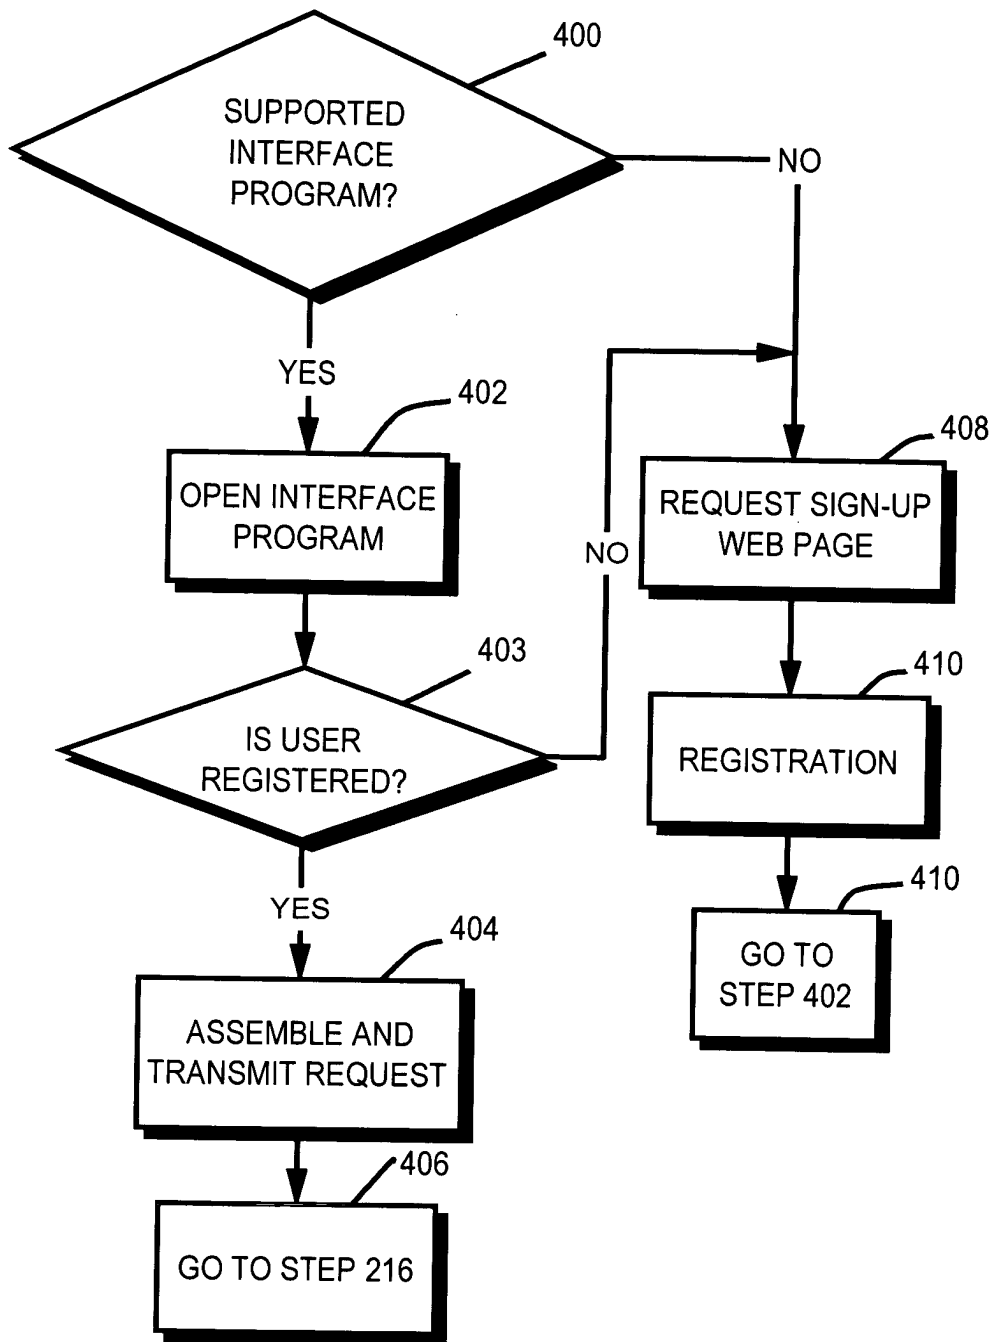 400
SUPPORTED
INTERFACE
PROGRAM?
NO
YES
402
OPEN INTERFACE
PROGRAM
NO
408
REQUEST SIGN-UP
WEB PAGE
403
IS USER
REGISTERED?
410
REGISTRATION
YES
410
GO TO
STEP 402
404
ASSEMBLE AND
TRANSMIT REQUEST
406
GO TO STEP 216